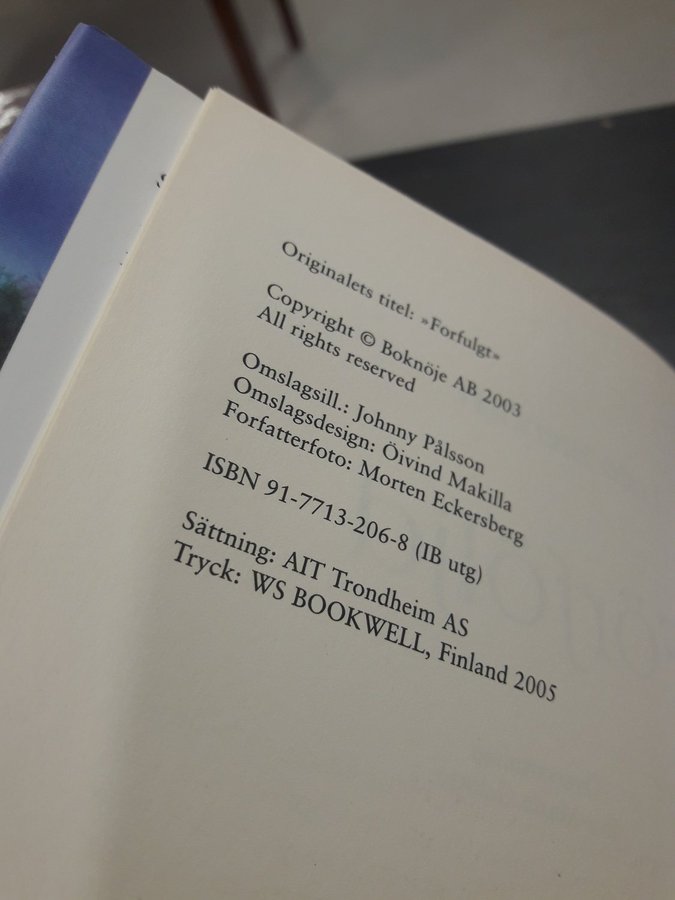 Originalets titel: »Forfulgt»
Copyright © Boknöje AB 2003
All rights reserved
Omslagsill.: Johnny Pålsson
Omslagsdesign: Öivind Makilla
Forfatterfoto: Morten Eckersberg
ISBN 91-7713-206-8 (IB utg)
Sättning: AIT Trondheim AS
Tryck: WS BOOKWELL, Finland 2005